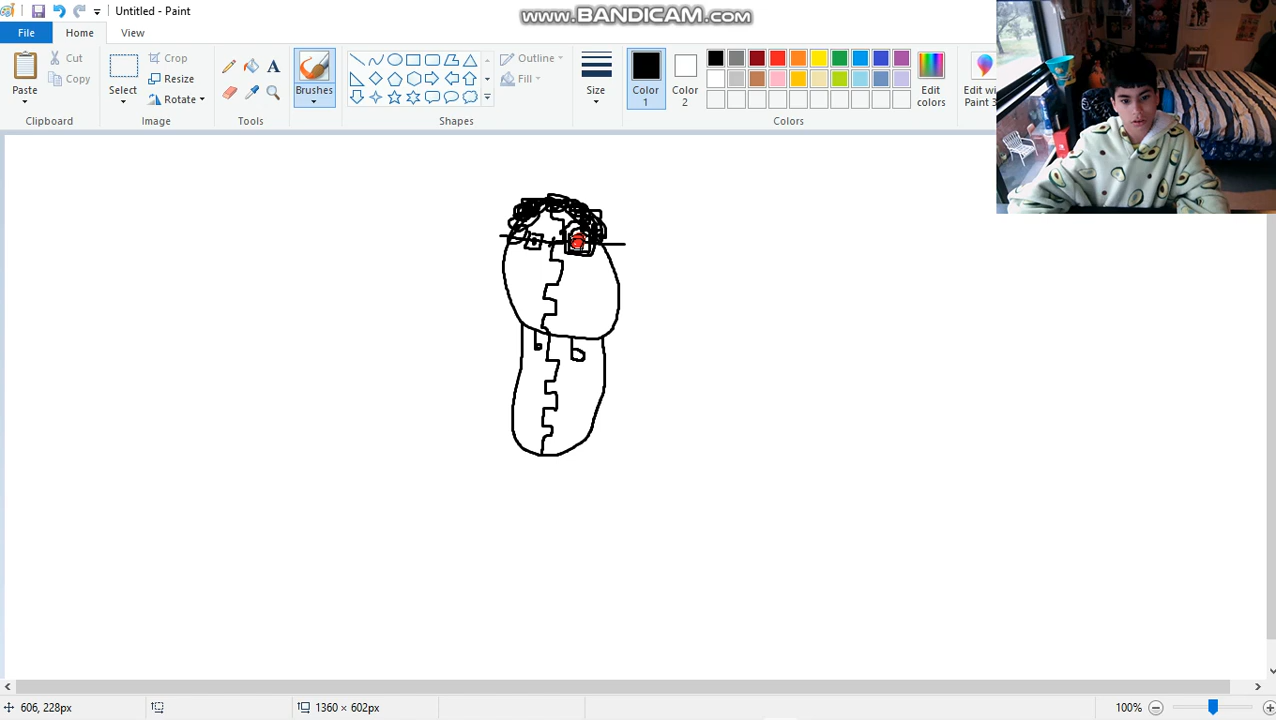 Untitled - Paint
www.BANDICAM.com
File
Home
View
Paste
Cut
Copy
Clipboard
Select
Crop
Resize
Rotate
Image
A
Tools
Brushes
Shapes
Outline
Fill
Size
Color
1
Color
2
Colors
Edit
colors
Edit wi
Paint 3
606, 228px
1360 × 602px
100%